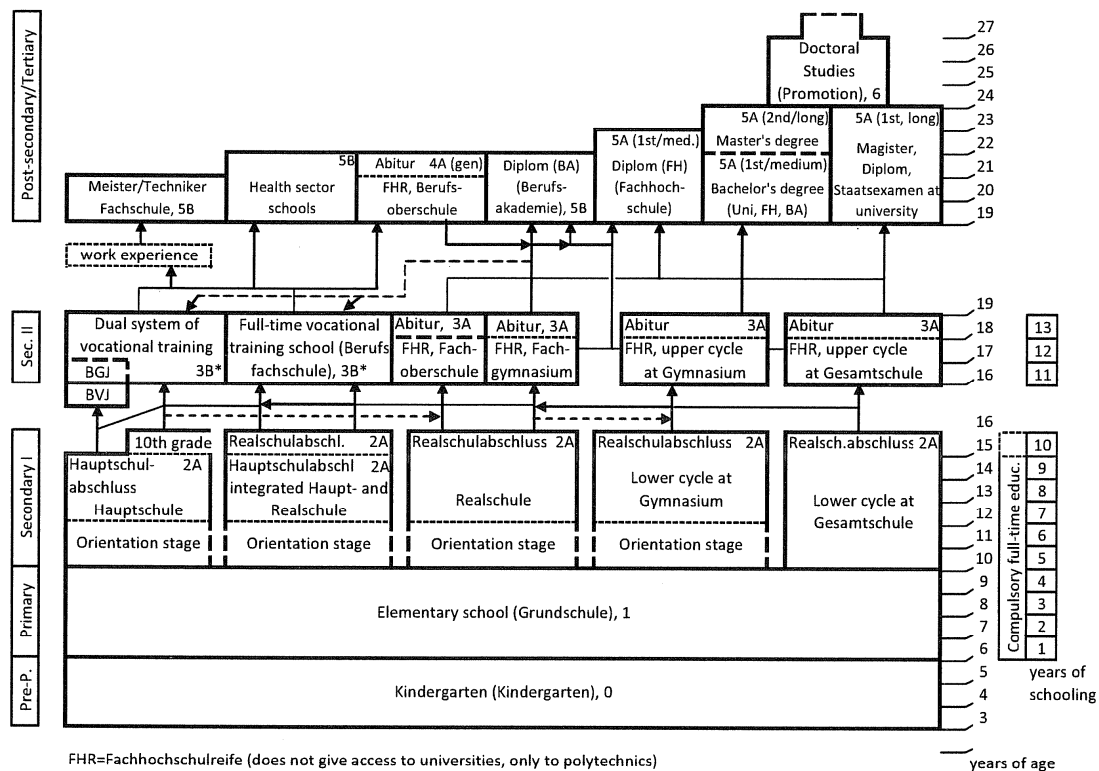 Post-secondary/Tertiary
Doctoral
Studies
(Promotion), 6
5A (2nd/long)
Master's degree
5A (1st/medium)
Bachelor's degree
(Uni, FH, BA)
5A (1st, long)
Magister,
Diplom,
Staatsexamen at
university
5A (1st/med.)
Diplom (FH)
(Fachhoch-
schule)
Diplom (BA)
(Berufs-
akademie), 5B
Abitur 4A (gen)
FHR, Berufs-
oberschule
5B
Health sector
schools
Meister/Techniker
Fachschule, 5B
work experience
27
26
25
24
23
22
21
20
19
Sec. II
Dual system of
vocational training
3B*
BGJ
BVJ
Full-time vocational
training school (Berufs
fachschule), 3B*
Abitur, 3A
FHR, Fach-
oberschule
Abitur, 3A
FHR, Fach-
gymnasium
Abitur 3A
FHR, upper cycle
at Gymnasium
Abitur 3A
FHR, upper cycle
at Gesamtschule
19
18
17
16
13
12
11
Secondary I
10th grade
Hauptschul- 2A
abschluss
Hauptschule
Orientation stage
Realschulabschl. 2A
Hauptschulabschl 2A
integrated Haupt- and
Realschule
Orientation stage
Realschulabschluss 2A
Realschule
Orientation stage
Realschulabschluss 2A
Lower cycle at
Gymnasium
Orientation stage
Realsch.abschluss 2A
Lower cycle at
Gesamtschule
16
15
14
13
12
11
10
Primary
Elementary school (Grundschule), 1
9
8
7
6
Pre-P.
Kindergarten (Kindergarten), 0
5
4
3
Compulsory full-time educ.
10
9
8
7
6
5
4
3
2
1
years of
schooling
FHR=Fachhochschulreife (does not give access to universities, only to polytechnics)
years of age